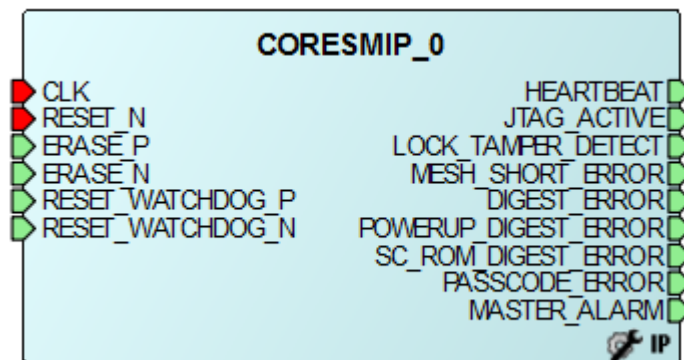 CORESMIP_0
CLK
RESET_N
ERASE_P
ERASE_N
RESET_WATCHDOG_P
RESET_WATCHDOG_N
HEARTBEAT
JTAG_ACTIVE
LOCK_TAMPER_DETECT
MESH_SHORT_ERROR
DIGEST_ERROR
POWERUP_DIGEST_ERROR
SC_ROM_DIGEST_ERROR
PASSCODE_ERROR
MASTER_ALARM
IP